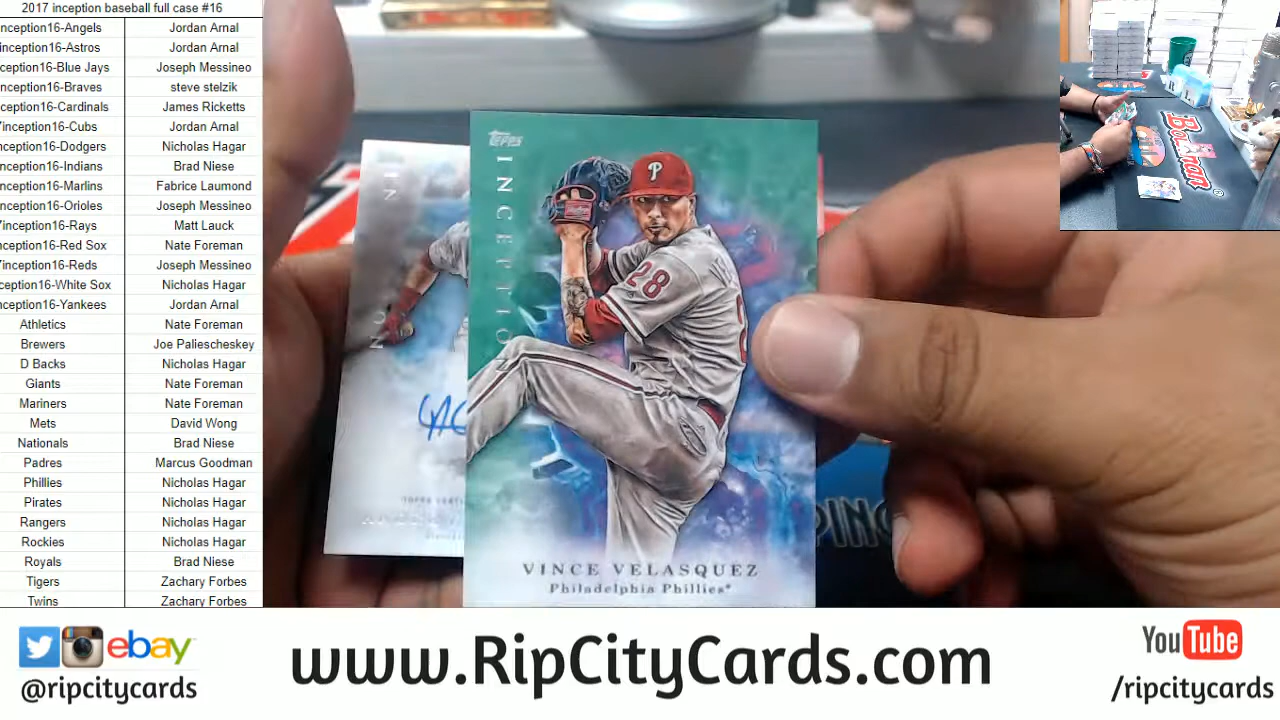 2017 inception baseball full case #16
nception16-Angels Jordan Arnal
nception16-Astros Jordan Arnal
ception16-Blue Jays Joseph Messineo
ception16-Braves steve stelzik
ception16-Cardinals James Ricketts
inception16-Cubs Jordan Arnal
nception16-Dodgers Nicholas Hagar
nception16-Indians Brad Niese
nception16-Marlins Fabrice Laumond
nception16-Orioles Joseph Messineo
inception16-Rays Matt Lauck
nception16-Red Sox Nate Foreman
inception16-Reds Joseph Messineo
ception16-White Sox Nicholas Hagar
nception16-Yankees Jordan Arnal
Athletics Nate Foreman
Brewers Joe Paliescheskey
D Backs Nicholas Hagar
Giants Nate Foreman
Mariners Nate Foreman
Mets David Wong
Nationals Brad Niese
Padres Marcus Goodman
Phillies Nicholas Hagar
Pirates Nicholas Hagar
Rangers Nicholas Hagar
Rockies Nicholas Hagar
Royals Brad Niese
Tigers Zachary Forbes
Twins Zachary Forbes
Topps
INCEPTION
P
28
VINCE VELASQUEZ
Philadelphia Phillies*
PING
Bowman
ebay
@ripcitycards
www.RipCityCards.com
YouTube
/ripcitycards